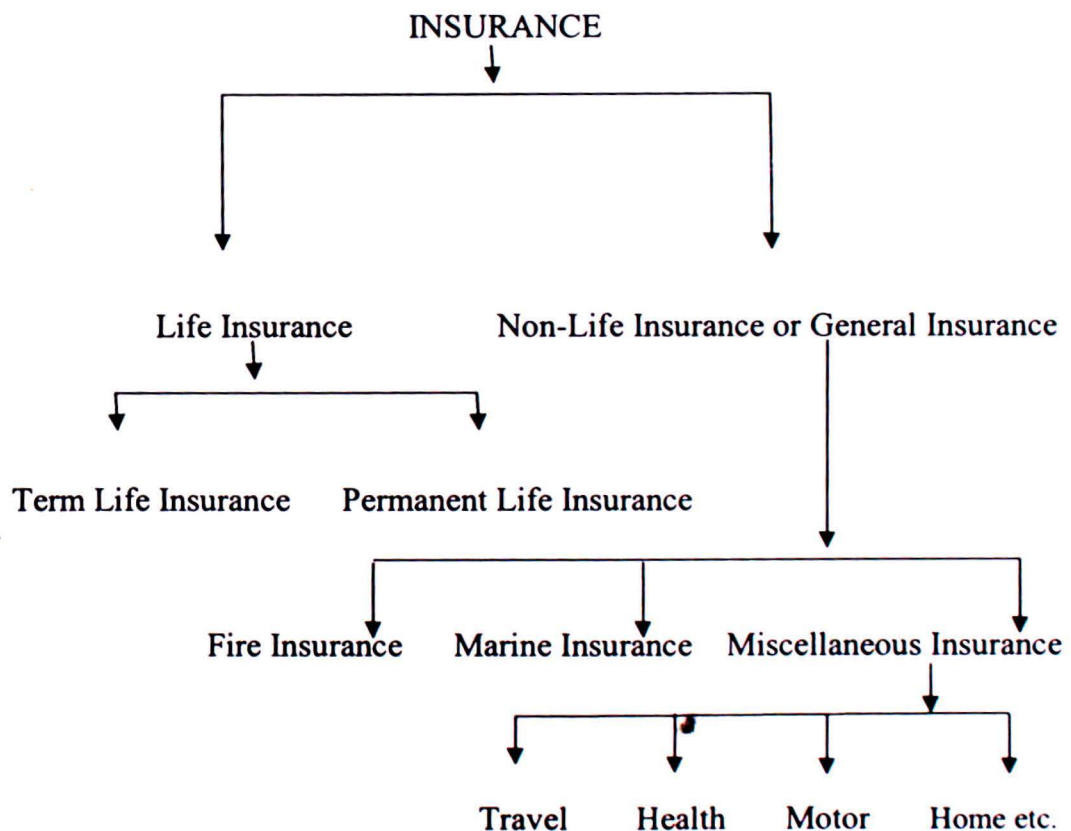 INSURANCE
Life Insurance
Non-Life Insurance or General Insurance
Term Life Insurance
Permanent Life Insurance
Fire Insurance
Marine Insurance
Miscellaneous Insurance
Travel
Health
Motor
Home etc.